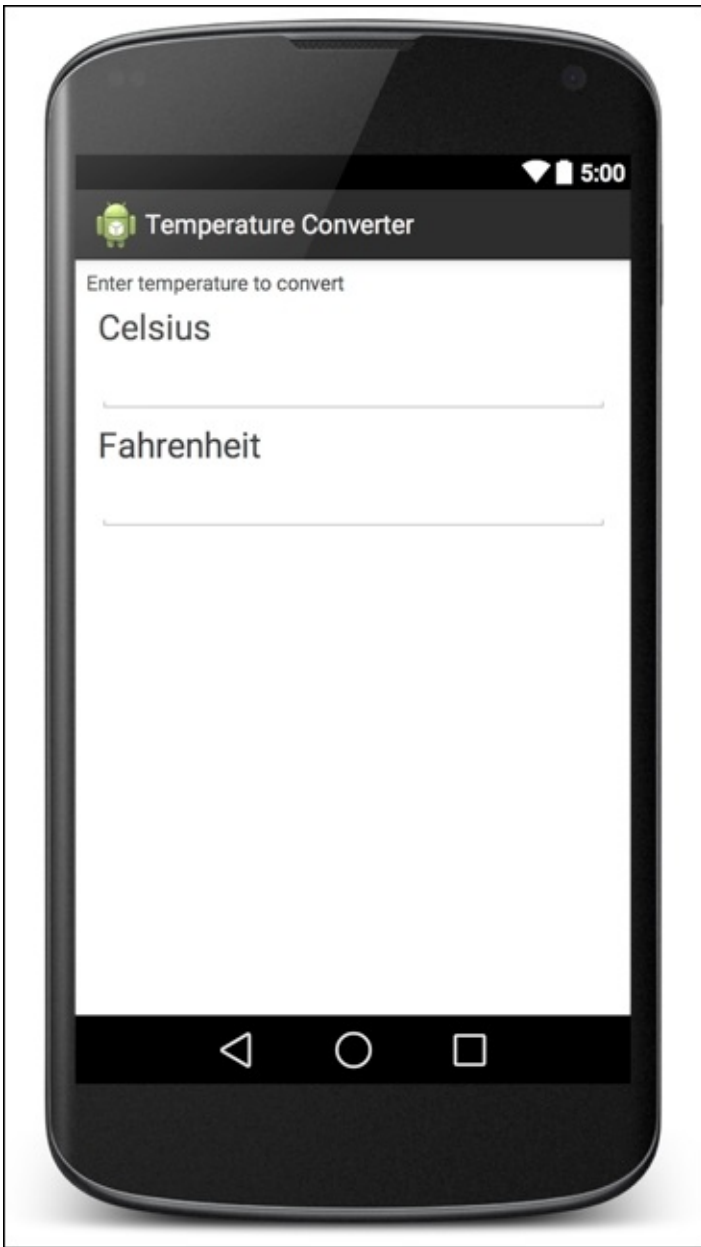 5:00
Temperature Converter
Enter temperature to convert
Celsius
Fahrenheit